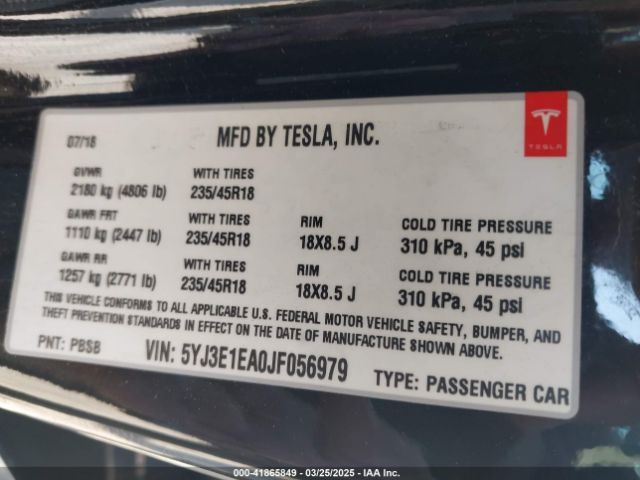 07/18
MFD BY TESLA, INC.
TESLA
GVWR WITH TIRES
2180 kg (4806 lb) 235/45R18
GAWR FRT WITH TIRES RIM COLD TIRE PRESSURE
1110 kg (2447 lb) 235/45R18 18X8.5 J 310 kPa, 45 psi
GAWR RR WITH TIRES RIM COLD TIRE PRESSURE
1257 kg (2771 lb) 235/45R18 18X8.5 J 310 kPa, 45 psi
THIS VEHICLE CONFORMS TO ALL APPLICABLE U.S. FEDERAL MOTOR VEHICLE SAFETY, BUMPER, AND
THEFT PREVENTION STANDARDS IN EFFECT ON THE DATE OF MANUFACTURE SHOWN ABOVE.
PNT: PBSB VIN: 5YJ3E1EA0JF056979 TYPE: PASSENGER CAR
000-41865849 — 03/25/2025 — IAA Inc.